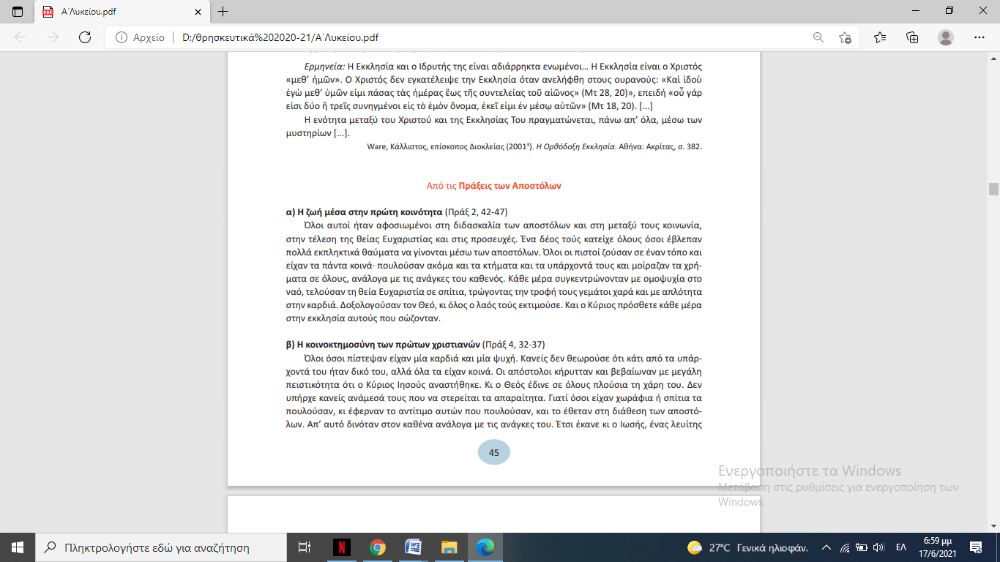 Α΄Λυκείου.pdf
Αρχείο
D:/θρησκευτικά%202020-21/Α΄Λυκείου.pdf
Ερμηνεία: Η Εκκλησία και ο Ιδρυτής της είναι αδιάρρηκτα ενωμένοι... Η Εκκλησία είναι ο Χριστός
«μεθ’ ἡμῶν». Ο Χριστός δεν εγκατέλειψε την Εκκλησία όταν ανελήφθη στους ουρανούς: «Καὶ ἰδοὺ
ἐγὼ μεθ’ ὑμῶν εἰμι πάσας τὰς ἡμέρας ἕως τῆς συντελείας τοῦ αἰῶνος» (Μτ 28, 20)», επειδή «οὗ γάρ
εἰσι δύο ἢ τρεῖς συνηγμένοι εἰς τὸ ἐμὸν ὄνομα, ἐκεῖ εἰμι ἐν μέσῳ αὐτῶν» (Μτ 18, 20). [...]
Η ενότητα μεταξύ του Χριστού και της Εκκλησίας Του πραγματώνεται, πάνω απ’ όλα, μέσω των
μυστηρίων [...].
Ware, Κάλλιστος, επίσκοπος Διοκλείας (2001³). Η Ορθόδοξη Εκκλησία. Αθήνα: Ακρίτας, σ. 382.
Από τις Πράξεις των Αποστόλων
α) Η ζωή μέσα στην πρώτη κοινότητα (Πράξ 2, 42-47)
Όλοι αυτοί ήταν αφοσιωμένοι στη διδασκαλία των αποστόλων και στη μεταξύ τους κοινωνία,
στην τέλεση της θείας Ευχαριστίας και στις προσευχές. Ένα δέος τούς κατείχε όλους όσοι έβλεπαν
πολλά εκπληκτικά θαύματα να γίνονται μέσω των αποστόλων. Όλοι οι πιστοί ζούσαν σε έναν τόπο και
είχαν τα πάντα κοινά· πουλούσαν ακόμα και τα κτήματα και τα υπάρχοντά τους και μοίραζαν τα χρή-
ματα σε όλους, ανάλογα με τις ανάγκες του καθενός. Κάθε μέρα συγκεντρώνονταν με ομοψυχία στο
ναό, τελούσαν τη θεία Ευχαριστία σε σπίτια, τρώγοντας την τροφή τους γεμάτοι χαρά και με απλότητα
στην καρδιά. Δοξολογούσαν τον Θεό, κι όλος ο λαός τούς εκτιμούσε. Και ο Κύριος πρόσθετε κάθε μέρα
στην εκκλησία αυτούς που σώζονταν.
β) Η κοινοκτημοσύνη των πρώτων χριστιανών (Πράξ 4, 32-37)
Όλοι όσοι πίστεψαν είχαν μία καρδιά και μία ψυχή. Κανείς δεν θεωρούσε ότι κάτι από τα υπάρ-
χοντά του ήταν δικό του, αλλά όλα τα είχαν κοινά. Οι απόστολοι κήρυτταν και βεβαίωναν με μεγάλη
πειστικότητα ότι ο Κύριος Ιησούς αναστήθηκε. Κι ο Θεός έδινε σε όλους πλούσια τη χάρη του. Δεν
υπήρχε κανείς ανάμεσά τους που να στερείται τα απαραίτητα. Γιατί όσοι είχαν χωράφια ή σπίτια τα
πουλούσαν, κι έφερναν το αντίτιμο αυτών που πουλούσαν, και το έθεταν στη διάθεση των αποστό-
λων. Απ’ αυτό δινόταν στον καθένα ανάλογα με τις ανάγκες του. Έτσι έκανε κι ο Ιωσής, ένας λευίτης
45
Ενεργοποιήστε τα Windows
Μετάβαση στις ρυθμίσεις για ενεργοποίηση των
Windows.
Πληκτρολογήστε εδώ για αναζήτηση
27°C Γενικά ηλιοφάν.
ΕΛ
6:59 μμ
17/6/2021